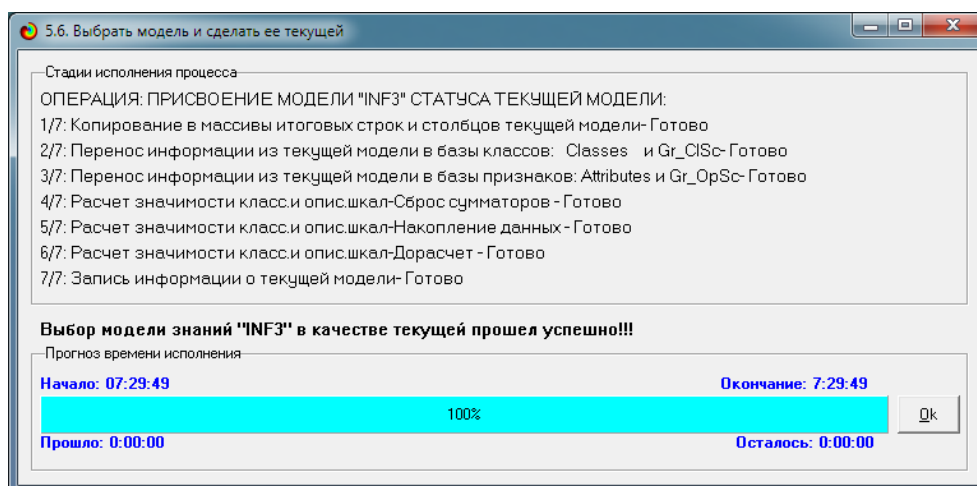 5.6. Выбрать модель и сделать ее текущей
Стадии исполнения процесса
ОПЕРАЦИЯ: ПРИСВОЕНИЕ МОДЕЛИ "INF3" СТАТУСА ТЕКУЩЕЙ МОДЕЛИ:
1/7: Копирование в массивы итоговых строк и столбцов текущей модели- Готово
2/7: Перенос информации из текущей модели в базы классов: Classes и Gr_ClSc- Готово
3/7: Перенос информации из текущей модели в базы признаков: Attributes и Gr_OpSc- Готово
4/7: Расчет значимости класс.и опис.шкал-Сброс сумматоров - Готово
5/7: Расчет значимости класс.и опис.шкал-Накопление данных - Готово
6/7: Расчет значимости класс.и опис.шкал-Дорасчет - Готово
7/7: Запись информации о текущей модели- Готово
Выбор модели знаний "INF3" в качестве текущей прошел успешно!!!
Прогноз времени исполнения
Начало: 07:29:49 Окончание: 7:29:49
100% Ok
Прошло: 0:00:00 Осталось: 0:00:00